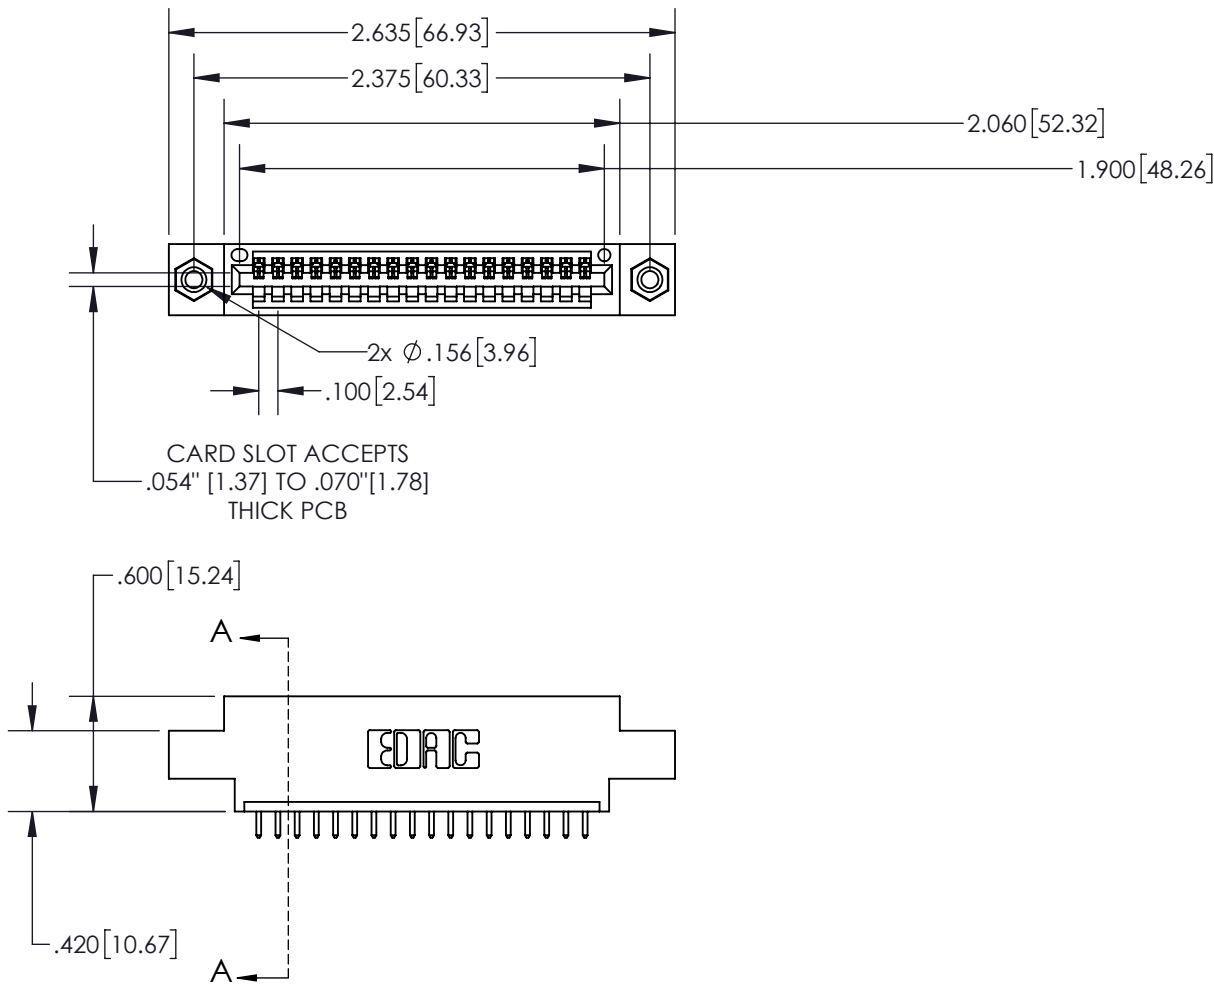 2.635[66.93]
2.375[60.33]
2.060[52.32]
1.900[48.26]
2x Ø.156[3.96]
.100[2.54]
CARD SLOT ACCEPTS
.054" [1.37] TO .070"[1.78]
THICK PCB
.600[15.24]
A
EDAC
.420[10.67]
A